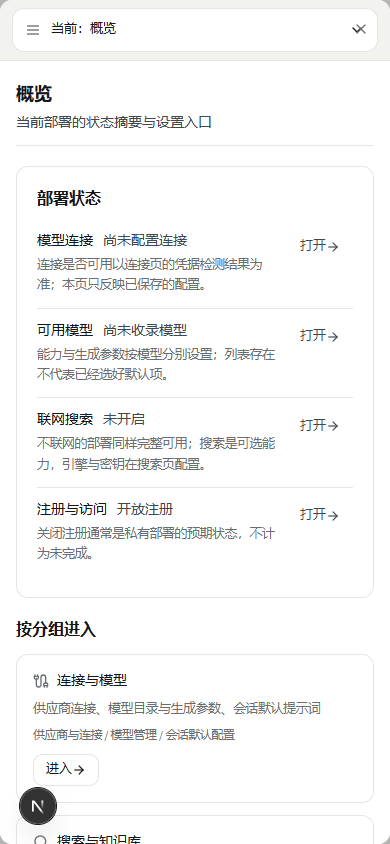 当前：概览
概览
当前部署的状态摘要与设置入口
部署状态
模型连接 尚未配置连接
打开→
连接是否可用以连接页的凭据检测结果为
准；本页只反映已保存的配置。
可用模型 尚未收录模型
打开→
能力与生成参数按模型分别设置；列表存在
不代表已经选好默认项。
联网搜索 未开启
打开→
不联网的部署同样完整可用；搜索是可选能
力，引擎与密钥在搜索页配置。
注册与访问 开放注册
打开→
关闭注册通常是私有部署的预期状态，不计
为未完成。
按分组进入
连接与模型
供应商连接、模型目录与生成参数、会话默认提示词
供应商与连接 / 模型管理 / 会话默认配置
进入→
N
搜索与知识库